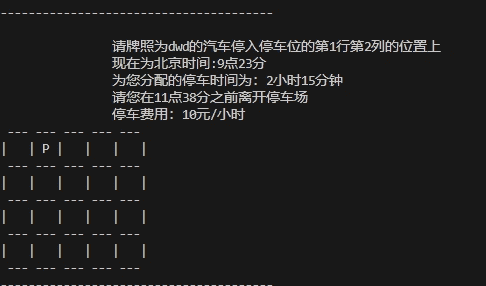 ---------------------------------------
请牌照为dwd的汽车停入停车位的第1行第2列的位置上
现在为北京时间:9点23分
为您分配的停车时间为: 2小时15分钟
请您在11点38分之前离开停车场
停车费用: 10元/小时
 --- --- --- --- ---
|   | P |   |   |   |
 --- --- --- --- ---
|   |   |   |   |   |
 --- --- --- --- ---
|   |   |   |   |   |
 --- --- --- --- ---
|   |   |   |   |   |
 --- --- --- --- ---
---------------------------------------